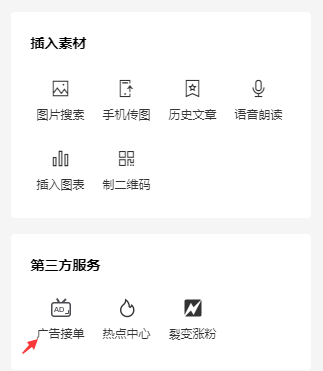 插入素材
图片搜索 手机传图 历史文章 语音朗读
插入图表 制二维码
第三方服务
AD
广告接单 热点中心 裂变涨粉